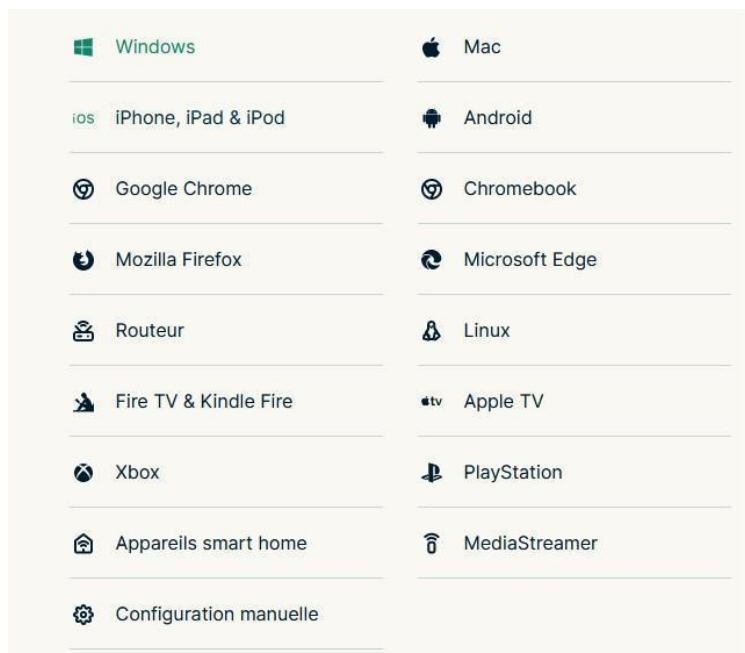 Windows
Mac
iOS iPhone, iPad & iPod
Android
Google Chrome
Chromebook
Mozilla Firefox
Microsoft Edge
Routeur
Linux
Fire TV & Kindle Fire
tv Apple TV
Xbox
PlayStation
Appareils smart home
MediaStreamer
Configuration manuelle